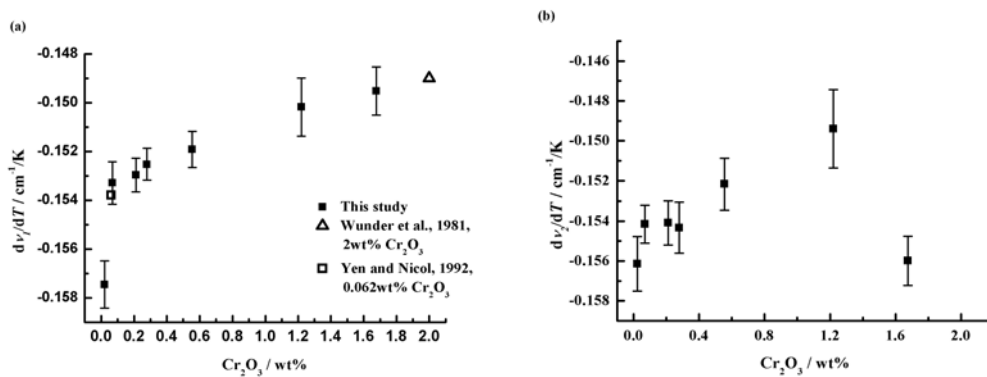 (a)
-0.148
-0.150
-0.152
-0.154
-0.156
-0.158
dν₁/dT / cm⁻¹/K
0.0 0.2 0.4 0.6 0.8 1.0 1.2 1.4 1.6 1.8 2.0
Cr₂O₃ / wt%
This study
Wunder et al., 1981,
2wt% Cr₂O₃
Yen and Nicol, 1992,
0.062wt% Cr₂O₃
(b)
-0.146
-0.148
-0.150
-0.152
-0.154
-0.156
-0.158
dν₂/dT / cm⁻¹/K
0.0 0.4 0.8 1.2 1.6 2.0
Cr₂O₃ / wt%